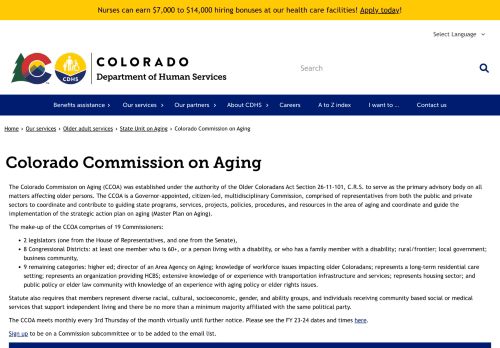 Nurses can earn $7,000 to $14,000 hiring bonuses at our health care facilities! Apply today!
Select Language
CDHS
COLORADO
Department of Human Services
Search
Benefits assistance › Our services › Our partners › About CDHS › Careers A to Z index I want to ... Contact us
Home › Our services › Older adult services › State Unit on Aging › Colorado Commission on Aging
Colorado Commission on Aging
The Colorado Commission on Aging (CCOA) was established under the authority of the Older Coloradans Act Section 26-11-101, C.R.S. to serve as the primary advisory body on all
matters affecting older persons. The CCOA is a Governor-appointed, citizen-led, multidisciplinary Commission, comprised of representatives from both the public and private
sectors to coordinate and contribute to guiding state programs, services, projects, policies, procedures, and resources in the area of aging and coordinate and guide the
implementation of the strategic action plan on aging (Master Plan on Aging).
The make-up of the CCOA comprises of 19 Commissioners:
• 2 legislators (one from the House of Representatives, and one from the Senate),
• 8 Congressional Districts: at least one member who is 60+, or a person living with a disability, or who has a family member with a disability; rural/frontier; local government;
business community,
• 9 remaining categories: higher ed; director of an Area Agency on Aging; knowledge of workforce issues impacting older Coloradans; represents a long-term residential care
setting; represents an organization providing HCBS; extensive knowledge of or experience with transportation infrastructure and services; represents housing sector; and
public policy or elder law community with knowledge of an experience with aging policy or elder rights issues.
Statute also requires that members represent diverse racial, cultural, socioeconomic, gender, and ability groups, and individuals receiving community based social or medical
services that support independent living and there be no more than a minimum majority affiliated with the same political party.
The CCOA meets monthly every 3rd Thursday of the month virtually until further notice. Please see the FY 23-24 dates and times here.
Sign up to be on a Commission subcommittee or to be added to the email list.